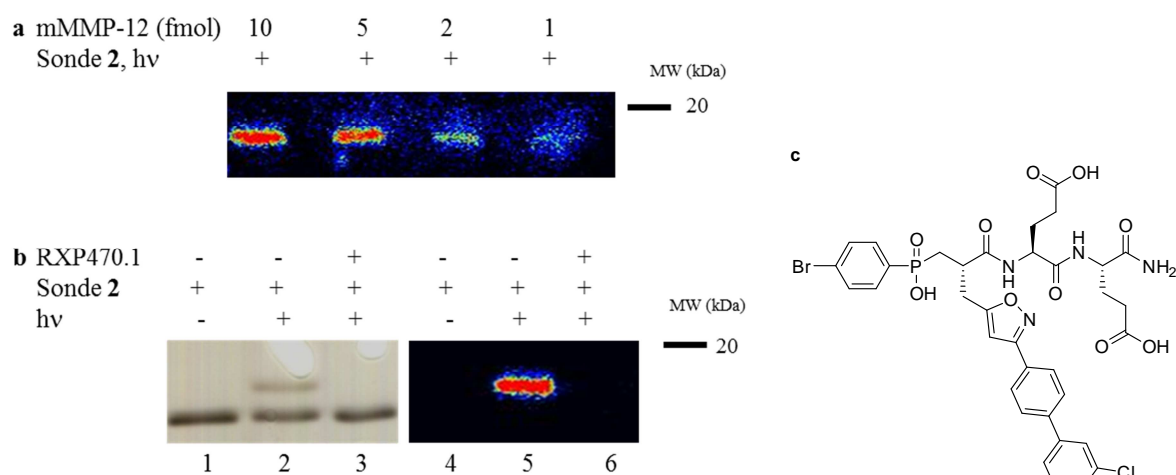 a mMMP-12 (fmol) 10 5 2 1
Sonde 2, hν + + + +
MW (kDa)
20
b RXP470.1 - - + - - +
Sonde 2 + + + + + +
hν - + + - + +
MW (kDa)
20
1 2 3 4 5 6
c
O OH
O O H O
Br P N NH2
OH N H O
O N O OH
Cl